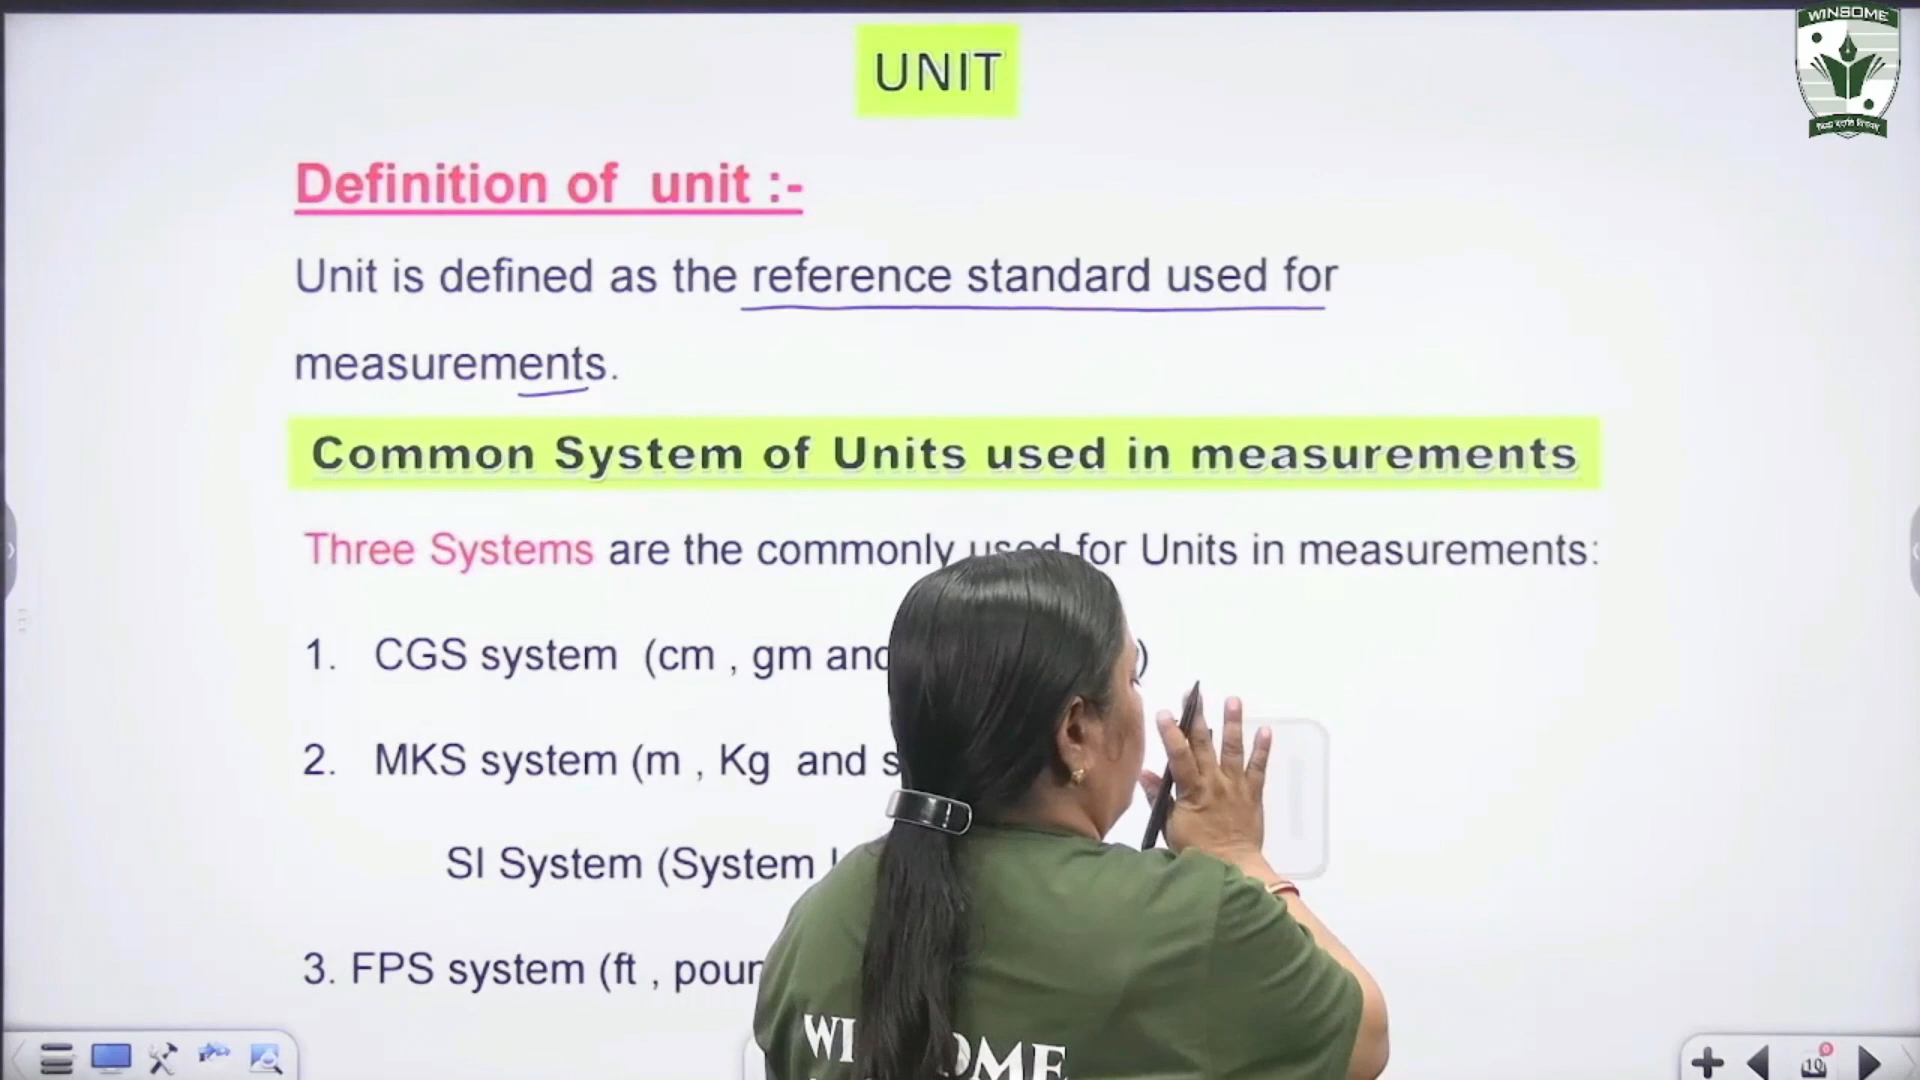 WINSOME
UNIT
Definition of unit :-
Unit is defined as the reference standard used for
measurements.
Common System of Units used in measurements
Three Systems are the commonly used for Units in measurements:
1. CGS system (cm , gm and )
2. MKS system (m , Kg and
SI System (System
3. FPS system (ft ,
10
0